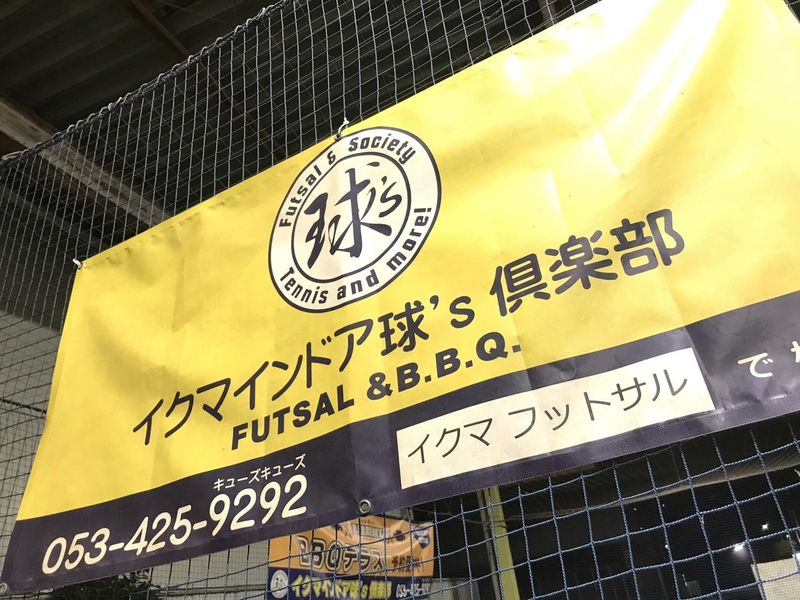 Futsal & Society
球's
Tennis and more!
イクマインドア球's 倶楽部
FUTSAL & B.B.Q.
イクマ フットサル
で
キューズキューズ
053-425-9292
BBQテラス
イクマインドア球's 倶楽部